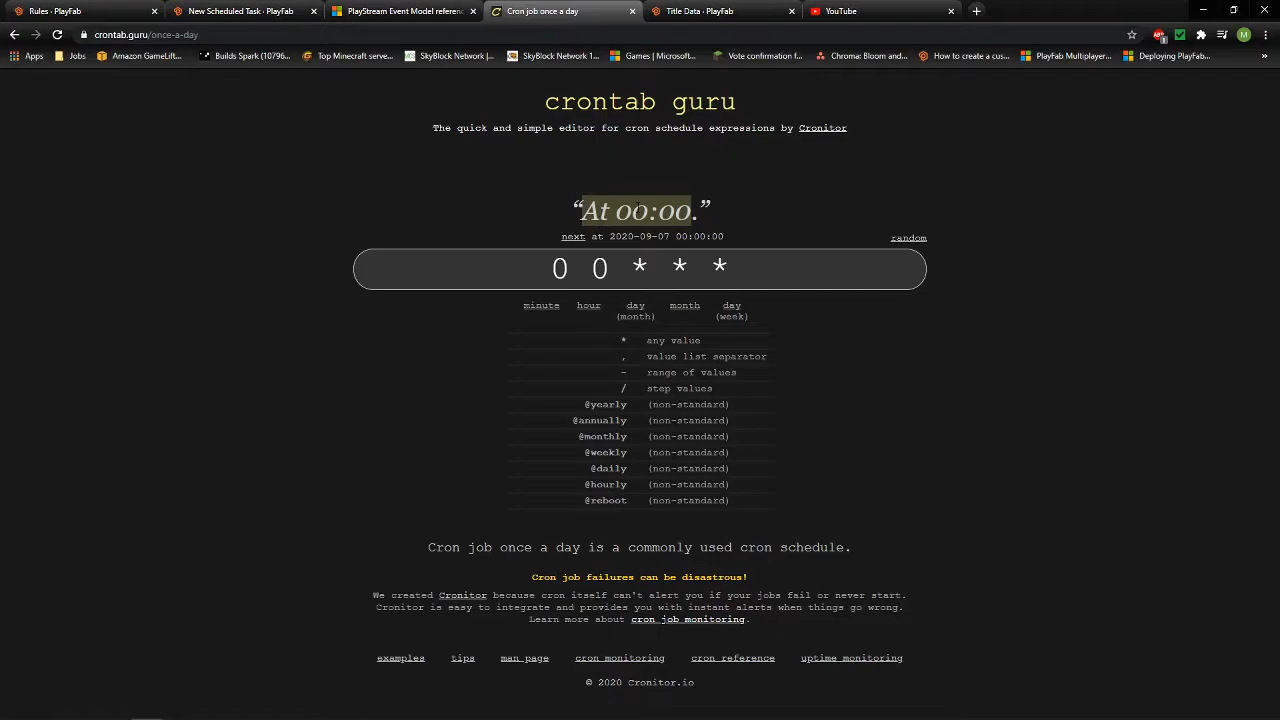 Rules · PlayFab
New Scheduled Task · PlayFab
PlayStream Event Model referenc
Cron job once a day
Title Data · PlayFab
YouTube
crontab.guru/once-a-day
Apps
Jobs
Amazon GameLift...
Builds Spark (10796...
Top Minecraft serve...
SkyBlock Network |...
SkyBlock Network 1...
Games | Microsoft...
Vote confirmation f...
Chroma: Bloom and...
How to create a cus...
PlayFab Multiplayer...
Deploying PlayFab...
»
crontab guru
The quick and simple editor for cron schedule expressions by Cronitor
“At 00:00.”
next at 2020-09-07 00:00:00
random
0 0 * * *
minute hour day (month) month day (week)
* any value
, value list separator
- range of values
/ step values
@yearly (non-standard)
@annually (non-standard)
@monthly (non-standard)
@weekly (non-standard)
@daily (non-standard)
@hourly (non-standard)
@reboot (non-standard)
Cron job once a day is a commonly used cron schedule.
Cron job failures can be disastrous!
We created Cronitor because cron itself can't alert you if your jobs fail or never start.
Cronitor is easy to integrate and provides you with instant alerts when things go wrong.
Learn more about cron job monitoring.
examples tips man page cron monitoring cron reference uptime monitoring
© 2020 Cronitor.io